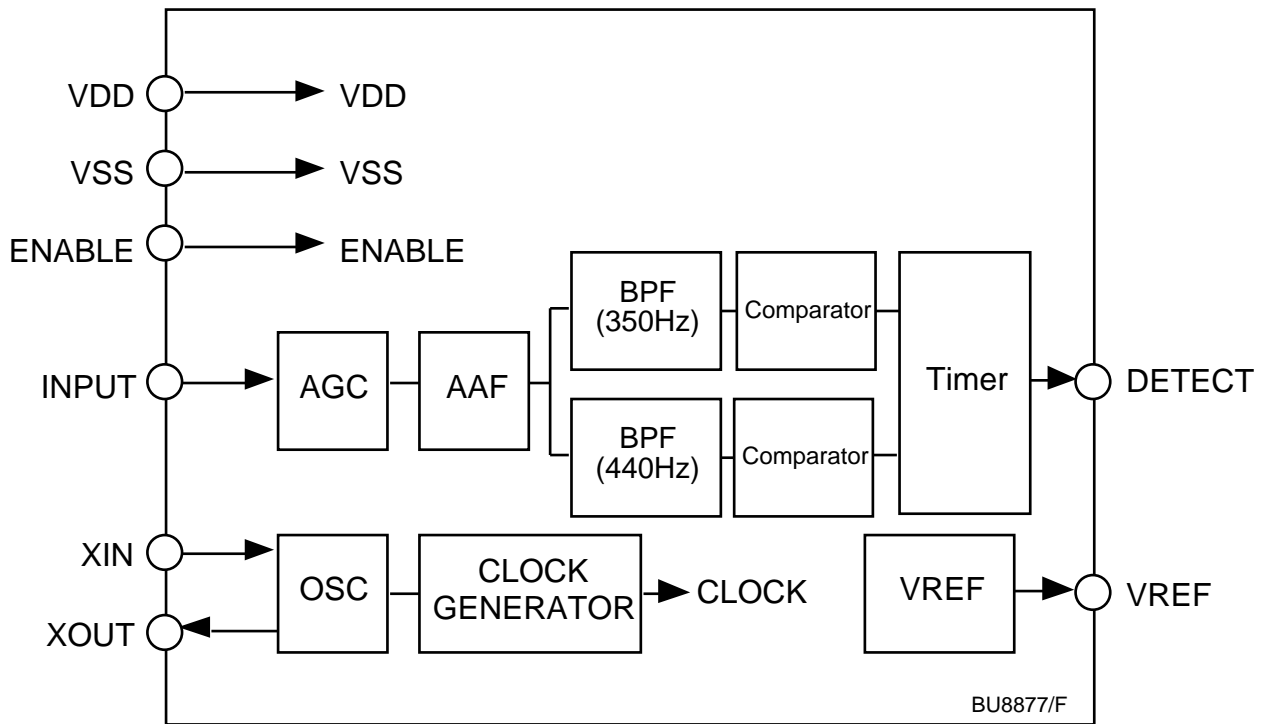 VDD
VDD
VSS
VSS
ENABLE
ENABLE
BPF
(350Hz)
Comparator
INPUT
AGC
AAF
Timer
DETECT
BPF
(440Hz)
Comparator
XIN
XOUT
OSC
CLOCK
GENERATOR
CLOCK
VREF
VREF
BU8877/F